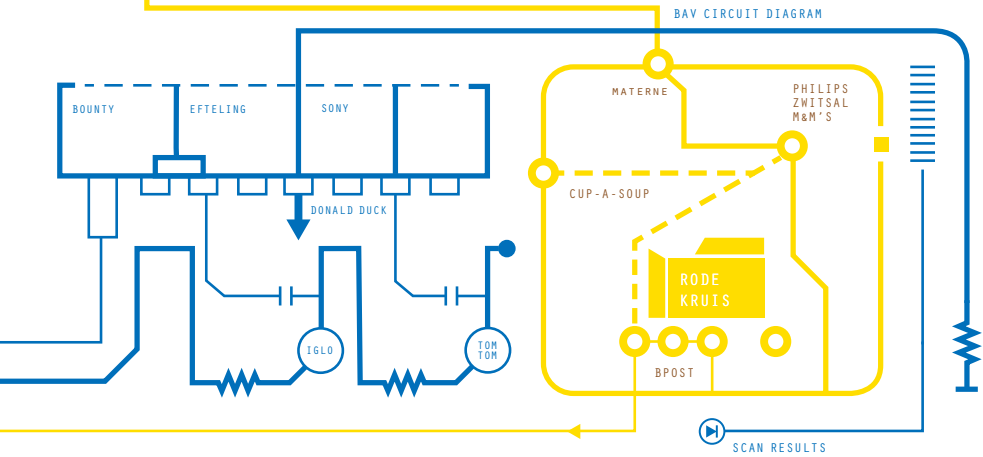 BAV CIRCUIT DIAGRAM
MATERNE
PHILIPS
ZWITSAL
M&M'S
BOUNTY
EFTELING
SONY
CUP-A-SOUP
DONALD DUCK
RODE
KRUIS
IGLO
TOM
TOM
BPOST
SCAN RESULTS